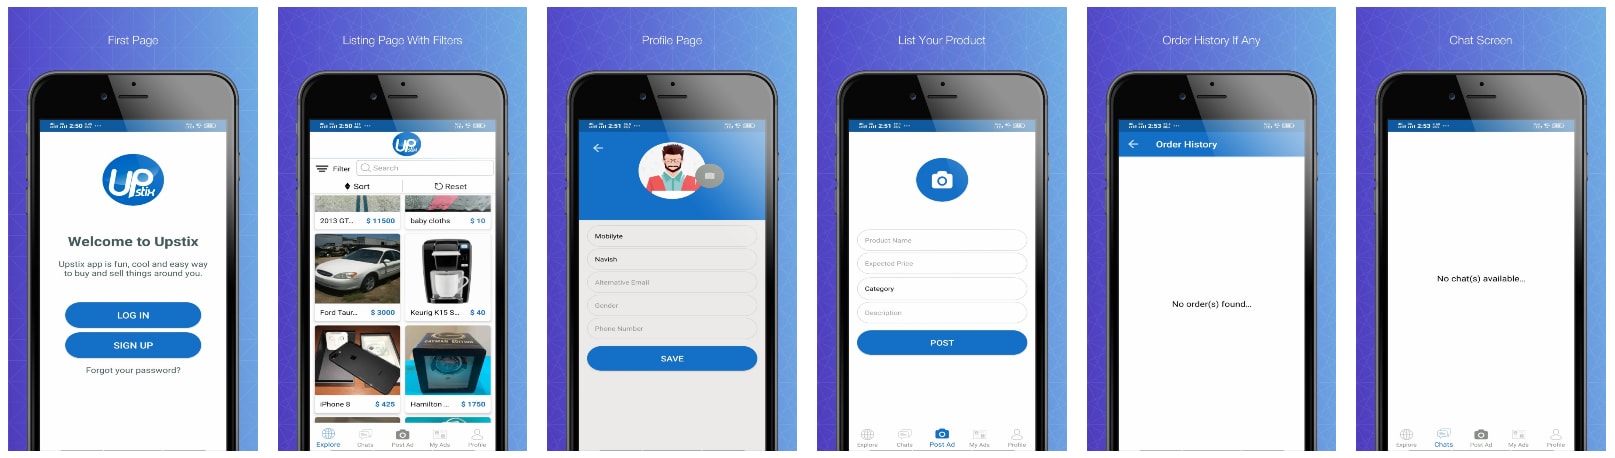 First Page
2:50
UP
stix
Welcome to Upstix
Upstix app is fun, cool and easy way
to buy and sell things around you.
LOG IN
SIGN UP
Forgot your password?
Listing Page With Filters
2:50
UP
Filter
Search
Sort
Reset
2013 GT... $ 11500
baby cloths $ 10
Ford Taur... $ 3000
Keurig K15 S... $ 40
CAYMAN EDITION
iPhone 8 $ 425
Hamilton ... $ 1750
Explore
Chats
Post Ad
My Ads
Profile
Profile Page
2:51
Mobilyte
Navish
Alternative Email
Gender
Phone Number
SAVE
List Your Product
2:51
Product Name
Expected Price
Category
Description
POST
Explore
Chats
Post Ad
My Ads
Profile
Order History If Any
2:53
Order History
No order(s) found...
Chat Screen
2:53
No chat(s) available...
Explore
Chats
Post Ad
My Ads
Profile